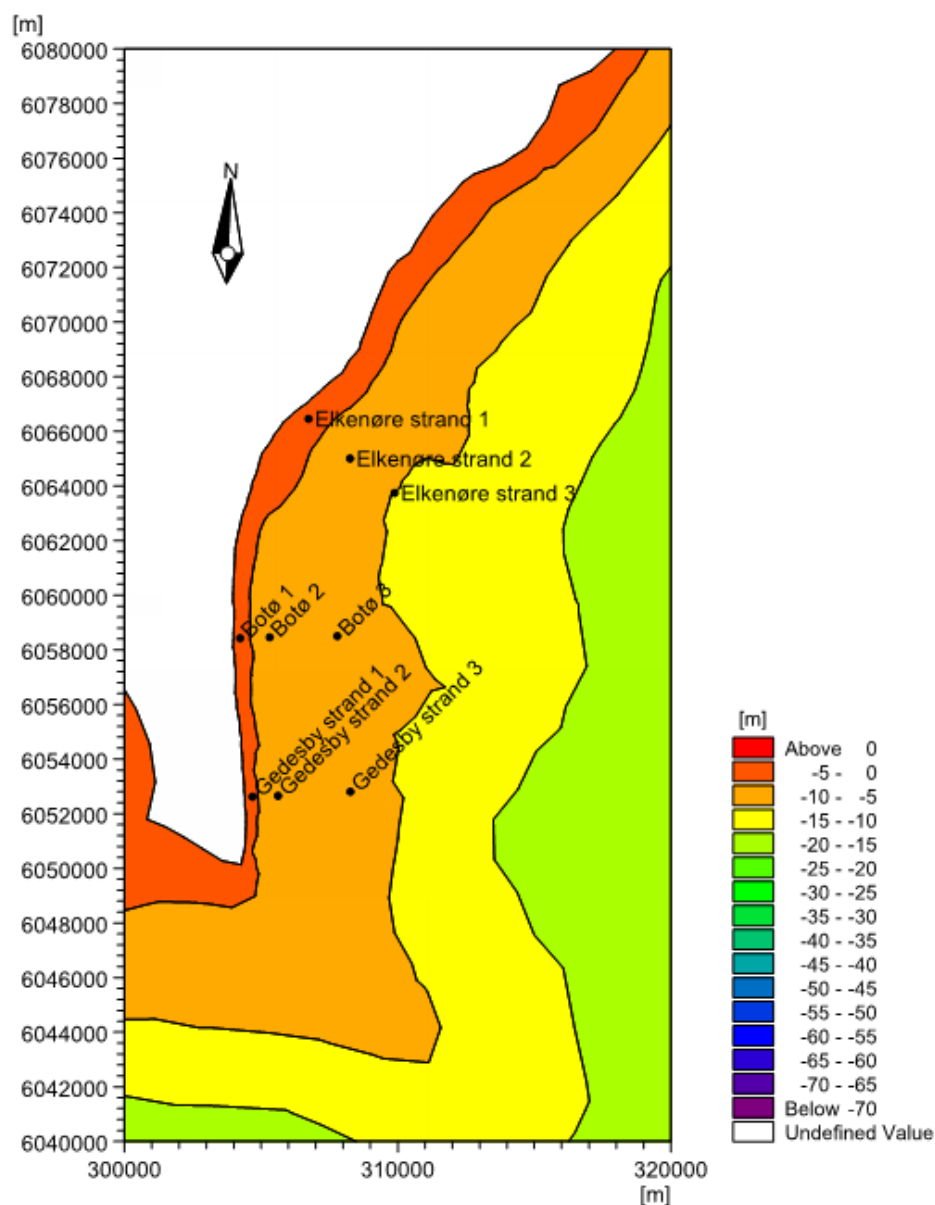 [m]
6080000
6078000
6076000
N
6074000
6072000
6070000
6068000
6066000
Elkenøre strand 1
Elkenøre strand 2
6064000
Elkenøre strand 3
6062000
6060000
Botø 1
Botø 2
Botø 3
6058000
6056000
Gedesby strand 1
Gedesby strand 2
Gedesby strand 3
6054000
6052000
6050000
6048000
6046000
6044000
6042000
6040000
300000
310000
320000
[m]
[m]
Above 0
-5 - 0
-10 - -5
-15 - -10
-20 - -15
-25 - -20
-30 - -25
-35 - -30
-40 - -35
-45 - -40
-50 - -45
-55 - -50
-60 - -55
-65 - -60
-70 - -65
Below -70
Undefined Value